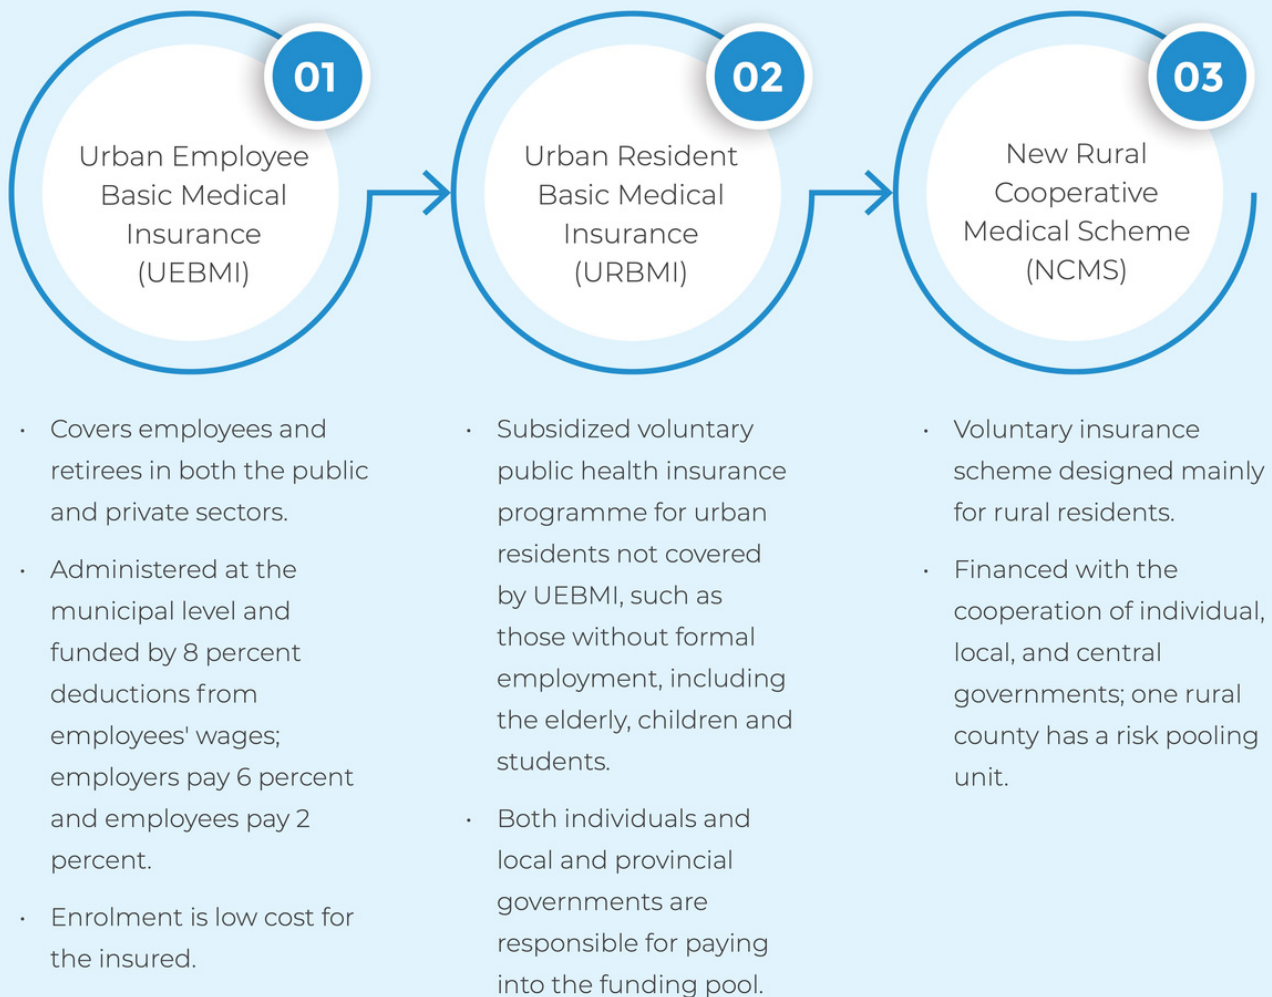 01
Urban Employee
Basic Medical
Insurance
(UEBMI)
02
Urban Resident
Basic Medical
Insurance
(URBMI)
03
New Rural
Cooperative
Medical Scheme
(NCMS)
· Covers employees and
retirees in both the public
and private sectors.
· Administered at the
municipal level and
funded by 8 percent
deductions from
employees' wages;
employers pay 6 percent
and employees pay 2
percent.
· Enrolment is low cost for
the insured.
· Subsidized voluntary
public health insurance
programme for urban
residents not covered
by UEBMI, such as
those without formal
employment, including
the elderly, children and
students.
· Both individuals and
local and provincial
governments are
responsible for paying
into the funding pool.
· Voluntary insurance
scheme designed mainly
for rural residents.
· Financed with the
cooperation of individual,
local, and central
governments; one rural
county has a risk pooling
unit.